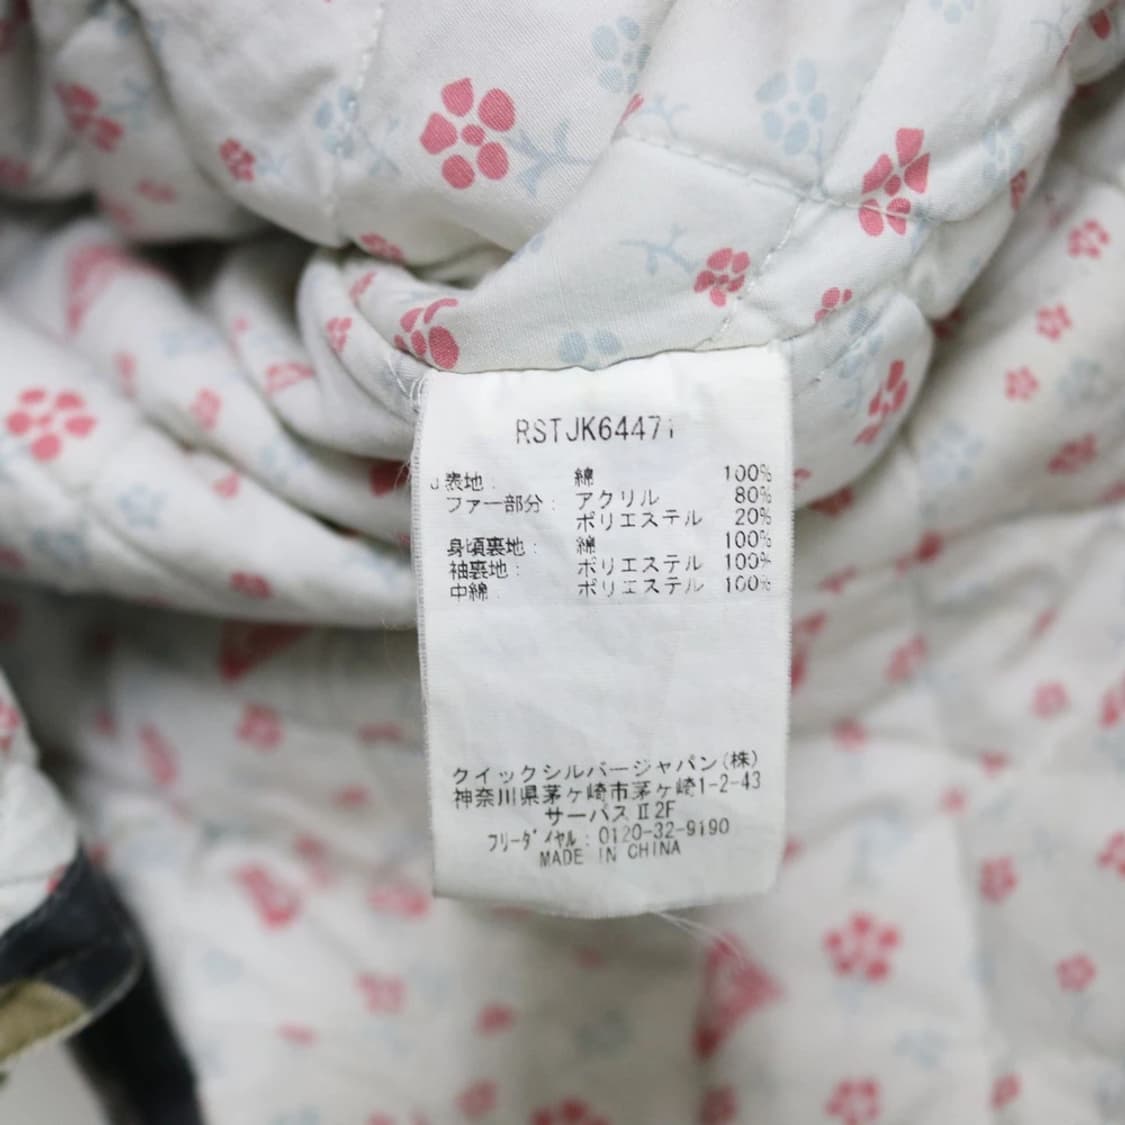 RSTJK64471
表地: 綿 100%
ファー部分: アクリル 80%
ポリエステル 20%
身頃裏地: 綿 100%
袖裏地: ポリエステル 100%
中綿: ポリエステル 100%
クイックシルバージャパン(株)
神奈川県茅ヶ崎市茅ヶ崎1-2-43
サーパスⅡ2F
フリーダイヤル: 0120-32-9190
MADE IN CHINA